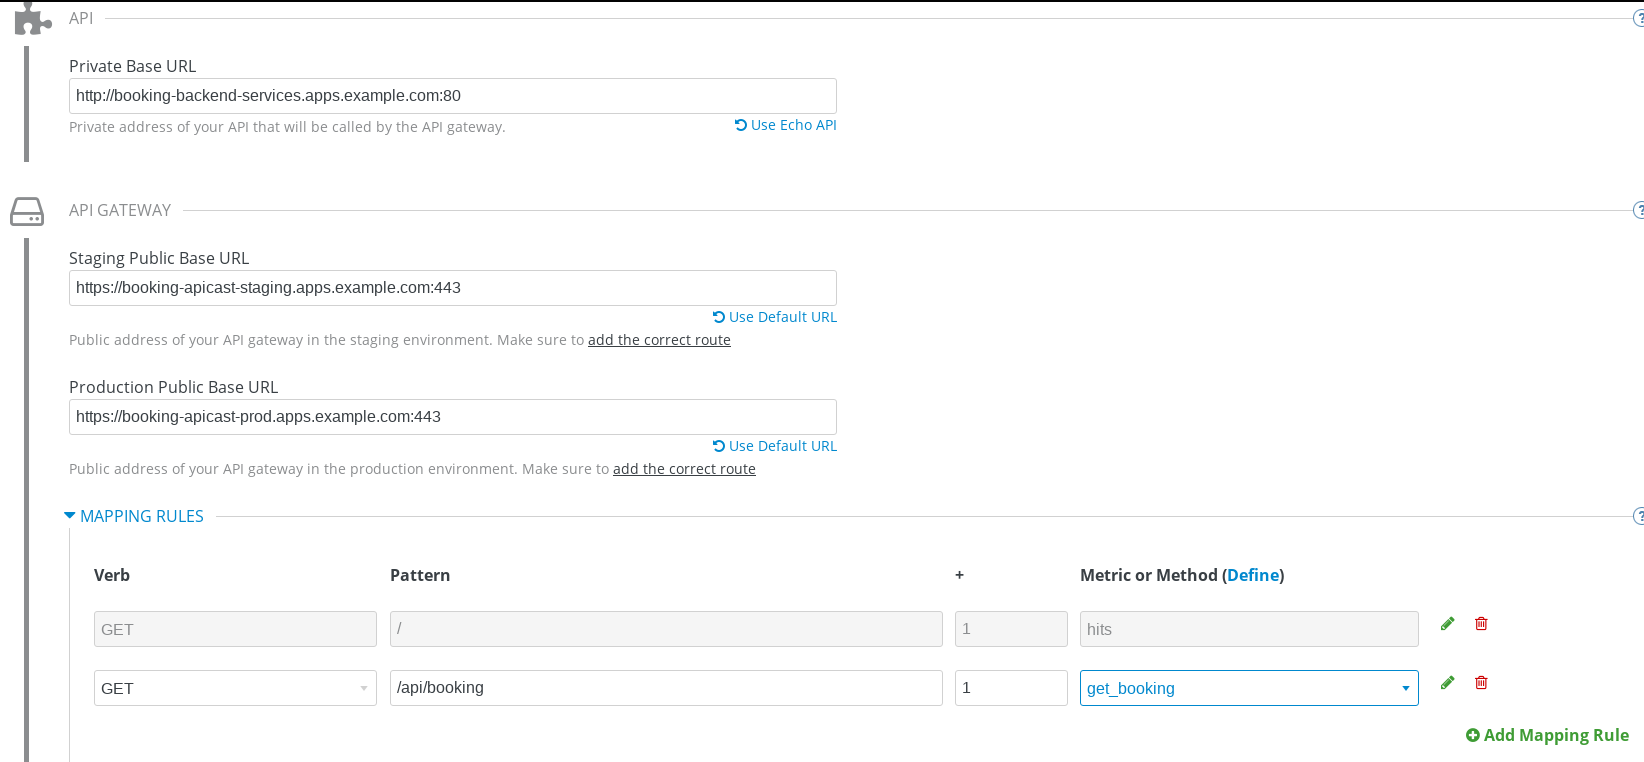 API
?
Private Base URL
http://booking-backend-services.apps.example.com:80
Private address of your API that will be called by the API gateway.
Use Echo API
API GATEWAY
?
Staging Public Base URL
https://booking-apicast-staging.apps.example.com:443
Use Default URL
Public address of your API gateway in the staging environment. Make sure to add the correct route
Production Public Base URL
https://booking-apicast-prod.apps.example.com:443
Use Default URL
Public address of your API gateway in the production environment. Make sure to add the correct route
MAPPING RULES
?
Verb Pattern + Metric or Method (Define)
GET / 1 hits
GET /api/booking 1 get_booking
Add Mapping Rule